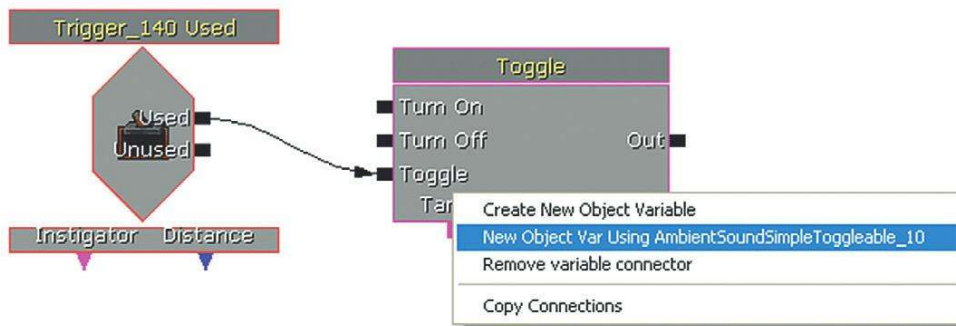 Trigger_140 Used
Used
Unused
Instigator Distance
Toggle
Turn On
Turn Off Out
Toggle
Tar
Create New Object Variable
New Object Var Using AmbientSoundSimpleToggleable_10
Remove variable connector
Copy Connections